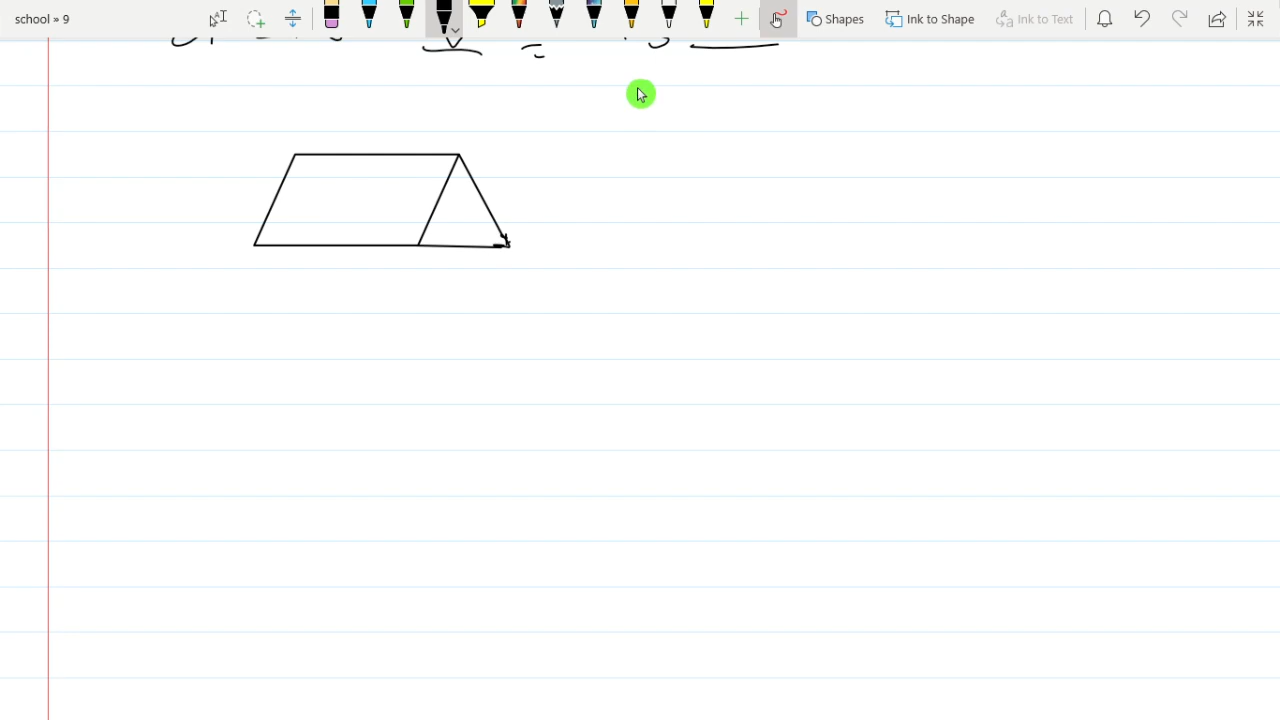 school » 9
Shapes
Ink to Shape
Ink to Text